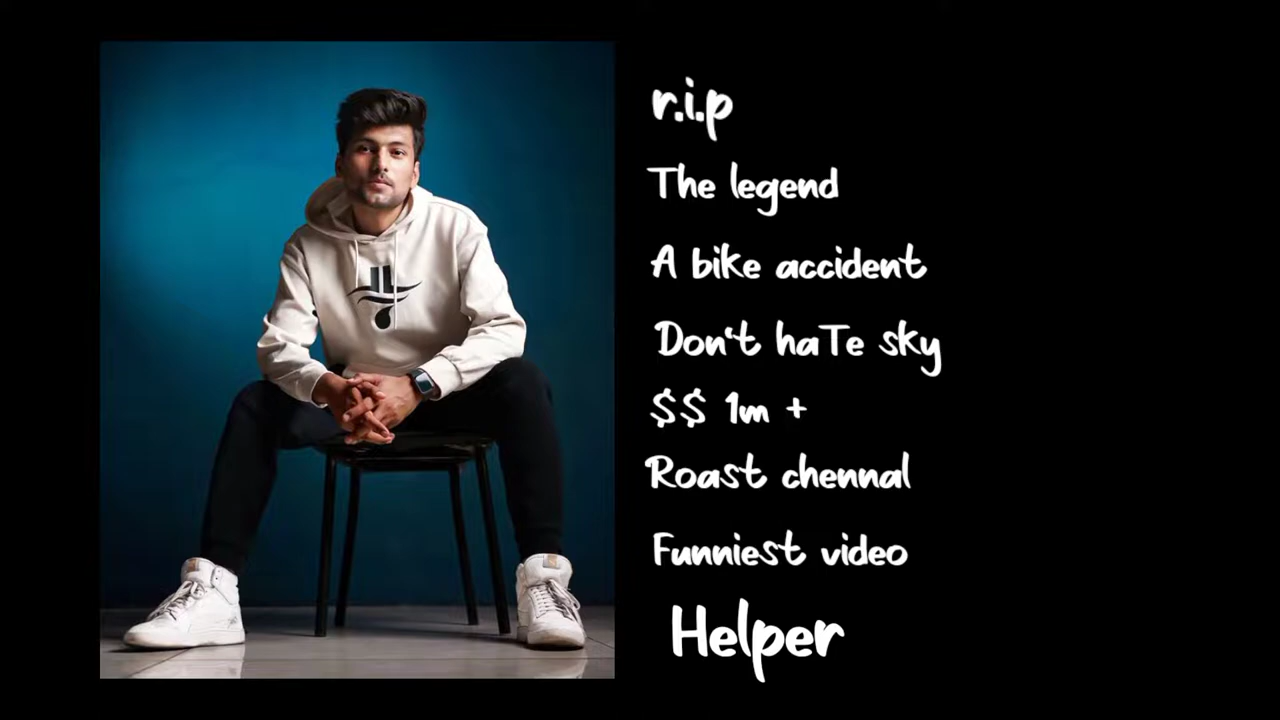 r.i.p
The legend
A bike accident
Don't haTe sky
$$ 1m +
Roast chennal
Funniest video
Helper